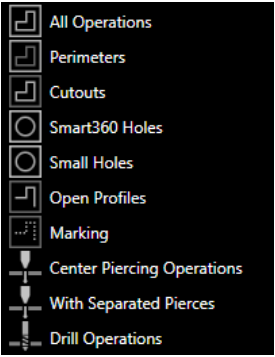 All Operations
Perimeters
Cutouts
Smart360 Holes
Small Holes
Open Profiles
Marking
Center Piercing Operations
With Separated Pierces
Drill Operations